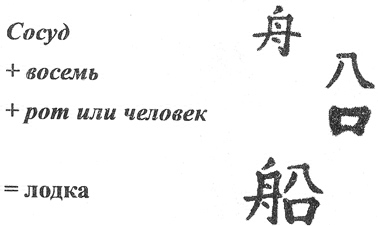 Сосуд 舟
+ восемь 八
+ рот или человек 口
= лодка 船